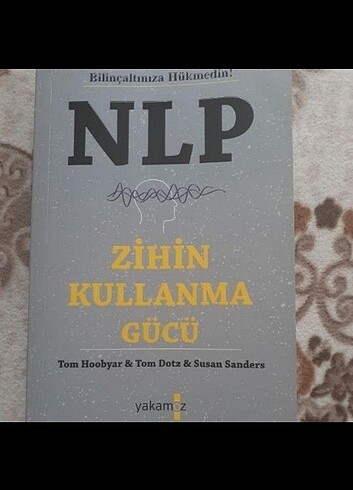 Bilinçaltınıza Hükmedin!
NLP
ZİHİN
KULLANMA
GÜCÜ
Tom Hoobyar & Tom Dotz & Susan Sanders
yakamoz